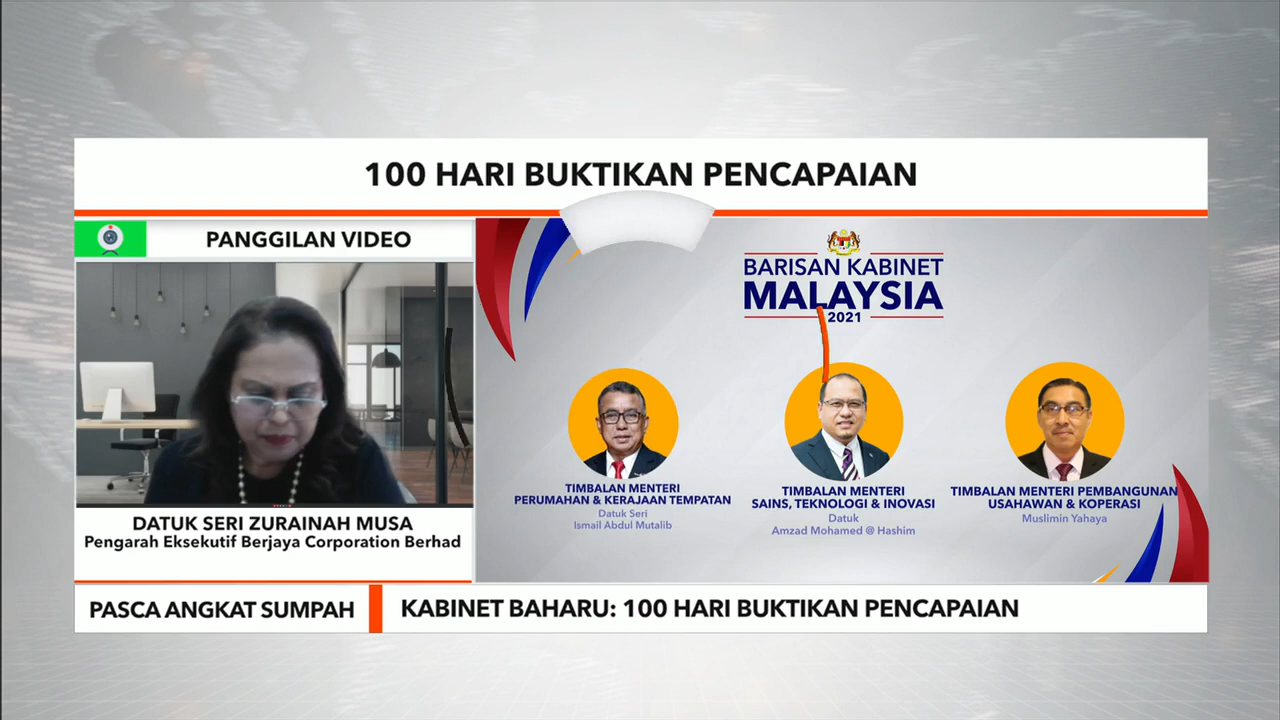 100 HARI BUKTIKAN PENCAPAIAN
PANGGILAN VIDEO
DATUK SERI ZURAINAH MUSA
Pengarah Eksekutif Berjaya Corporation Berhad
BARISAN KABINET
MALAYSIA
2021
TIMBALAN MENTERI
PERUMAHAN & KERAJAAN TEMPATAN
Datuk Seri
Ismail Abdul Mutalib
TIMBALAN MENTERI
SAINS, TEKNOLOGI & INOVASI
Datuk
Amzad Mohamed @ Hashim
TIMBALAN MENTERI PEMBANGUNAN
USAHAWAN & KOPERASI
Muslimin Yahaya
PASCA ANGKAT SUMPAH
KABINET BAHARU: 100 HARI BUKTIKAN PENCAPAIAN